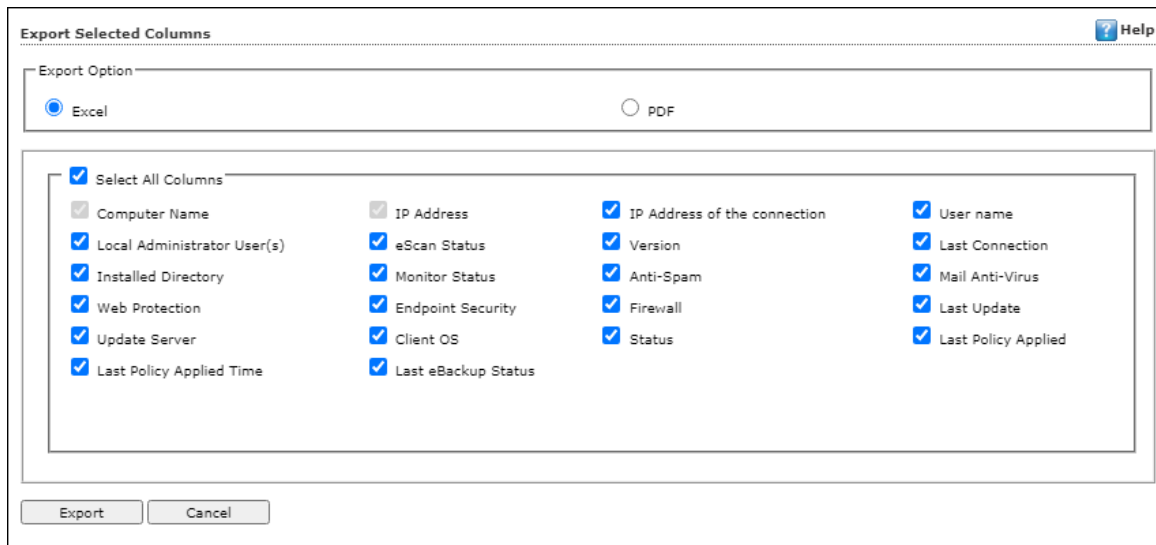 Export Selected Columns
Help
Export Option
Excel PDF
Select All Columns
Computer Name IP Address IP Address of the connection User name
Local Administrator User(s) eScan Status Version Last Connection
Installed Directory Monitor Status Anti-Spam Mail Anti-Virus
Web Protection Endpoint Security Firewall Last Update
Update Server Client OS Status Last Policy Applied
Last Policy Applied Time Last eBackup Status
Export Cancel